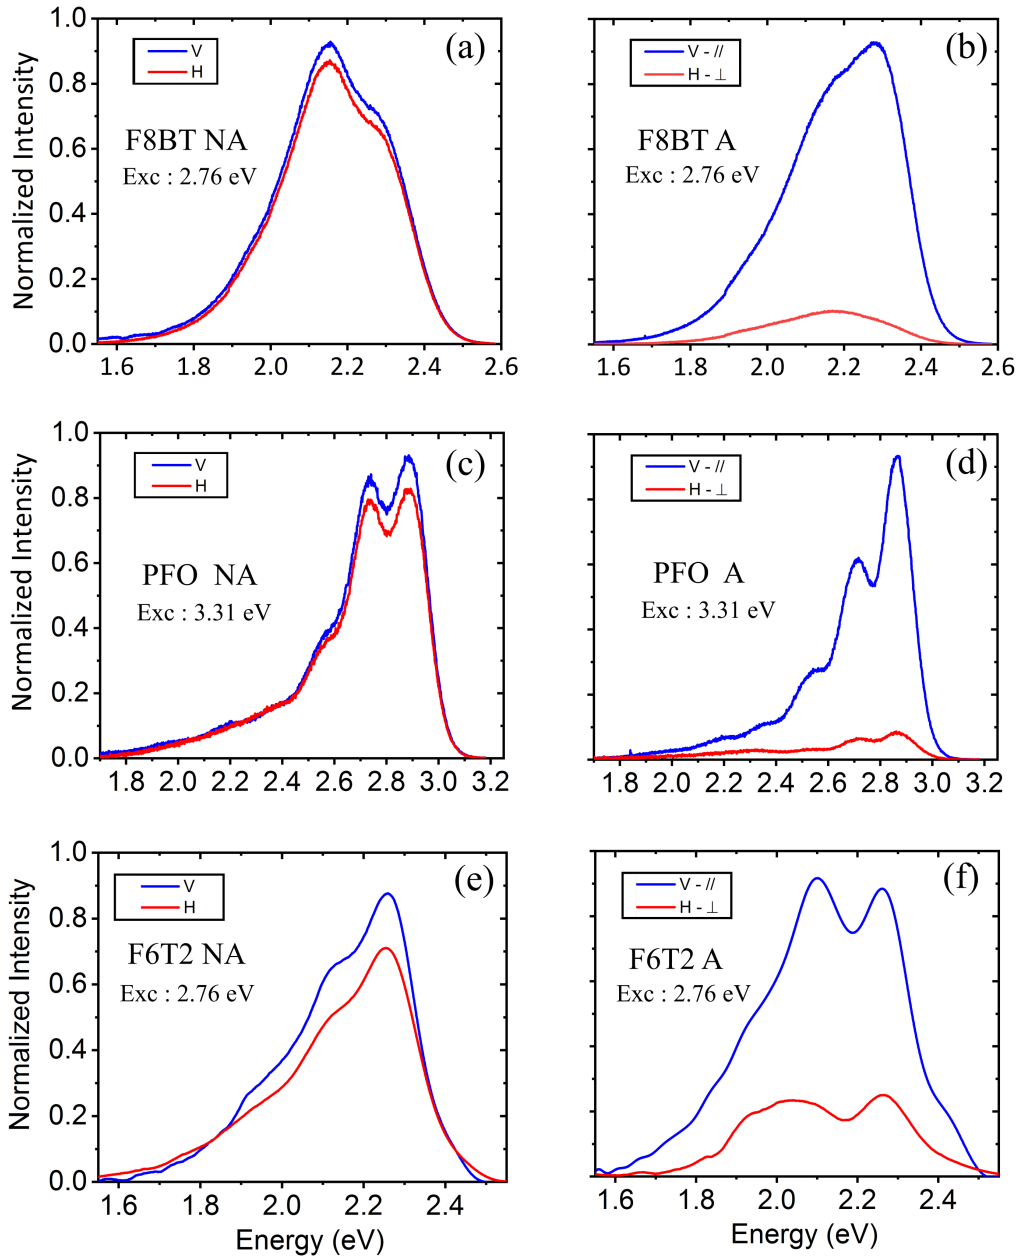 Normalized Intensity
1.0
0.8
0.6
0.4
0.2
0.0
V
H
(a)
F8BT NA
Exc : 2.76 eV
1.6 1.8 2.0 2.2 2.4 2.6
V - //
H - ⊥
(b)
F8BT A
Exc : 2.76 eV
1.6 1.8 2.0 2.2 2.4 2.6
Normalized Intensity
1.0
0.8
0.6
0.4
0.2
0.0
V
H
(c)
PFO NA
Exc : 3.31 eV
1.8 2.0 2.2 2.4 2.6 2.8 3.0 3.2
V - //
H - ⊥
(d)
PFO A
Exc : 3.31 eV
1.8 2.0 2.2 2.4 2.6 2.8 3.0 3.2
Normalized Intensity
1.0
0.8
0.6
0.4
0.2
0.0
V
H
(e)
F6T2 NA
Exc : 2.76 eV
1.6 1.8 2.0 2.2 2.4
Energy (eV)
V - //
H - ⊥
(f)
F6T2 A
Exc : 2.76 eV
1.6 1.8 2.0 2.2 2.4
Energy (eV)